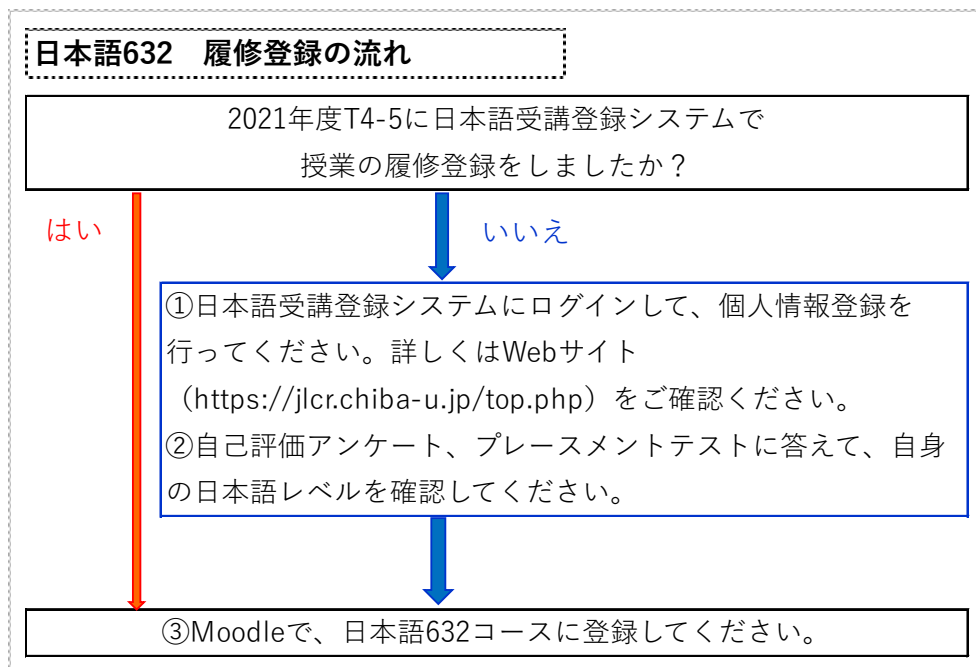 日本語632　履修登録の流れ
2021年度T4-5に日本語受講登録システムで
授業の履修登録をしましたか？
はい
いいえ
①日本語受講登録システムにログインして、個人情報登録を
行ってください。詳しくはWebサイト
（https://jlcr.chiba-u.jp/top.php）をご確認ください。
②自己評価アンケート、プレースメントテストに答えて、自身
の日本語レベルを確認してください。
③Moodleで、日本語632コースに登録してください。